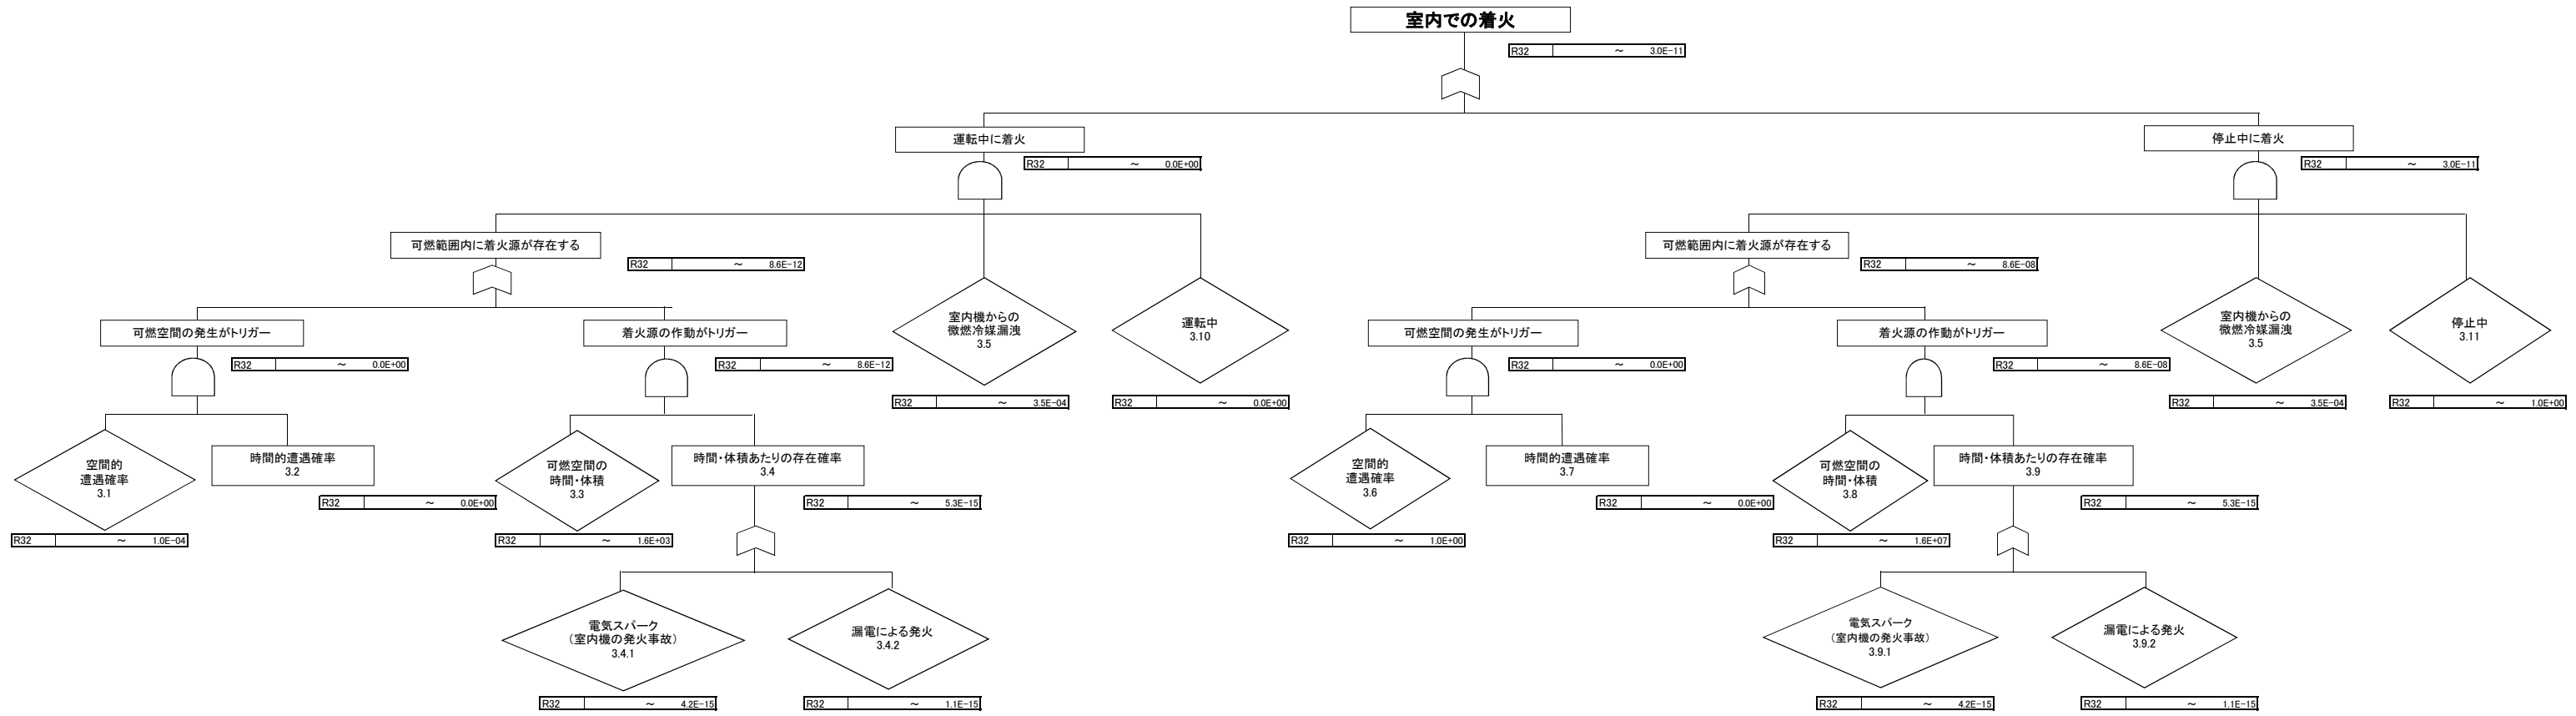 室内での着火
R32 ～ 3.0E-11
運転中に着火
R32 ～ 0.0E+00
停止中に着火
R32 ～ 3.0E-11
可燃範囲内に着火源が存在する
R32 ～ 8.6E-12
可燃範囲内に着火源が存在する
R32 ～ 8.6E-08
可燃空間の発生がトリガー
R32 ～ 0.0E+00
着火源の作動がトリガー
R32 ～ 8.6E-12
室内機からの
微燃冷媒漏洩
3.5
R32 ～ 3.5E-04
運転中
3.10
R32 ～ 0.0E+00
可燃空間の発生がトリガー
R32 ～ 0.0E+00
着火源の作動がトリガー
R32 ～ 8.6E-08
室内機からの
微燃冷媒漏洩
3.5
R32 ～ 3.5E-04
停止中
3.11
R32 ～ 1.0E+00
空間的
遭遇確率
3.1
R32 ～ 1.0E-04
時間的遭遇確率
3.2
R32 ～ 0.0E+00
可燃空間の
時間・体積
3.3
R32 ～ 1.6E+03
時間・体積あたりの存在確率
3.4
R32 ～ 5.3E-15
空間的
遭遇確率
3.6
R32 ～ 1.0E+00
時間的遭遇確率
3.7
R32 ～ 0.0E+00
可燃空間の
時間・体積
3.8
R32 ～ 1.6E+07
時間・体積あたりの存在確率
3.9
R32 ～ 5.3E-15
電気スパーク
（室内機の発火事故）
3.4.1
R32 ～ 4.2E-15
漏電による発火
3.4.2
R32 ～ 1.1E-15
電気スパーク
（室内機の発火事故）
3.9.1
R32 ～ 4.2E-15
漏電による発火
3.9.2
R32 ～ 1.1E-15